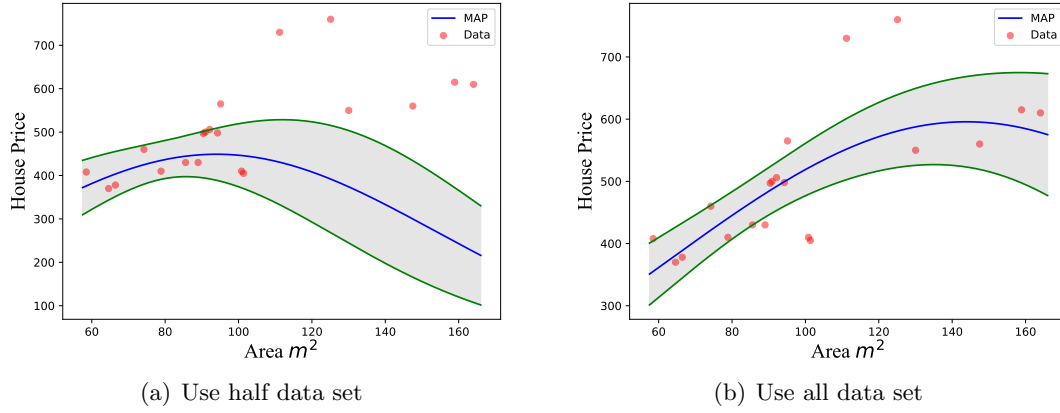 MAP
Data
700
600
500
400
300
200
100
House Price
60 80 100 120 140 160
Area m²
(a) Use half data set
MAP
Data
700
600
500
400
300
House Price
60 80 100 120 140 160
Area m²
(b) Use all data set